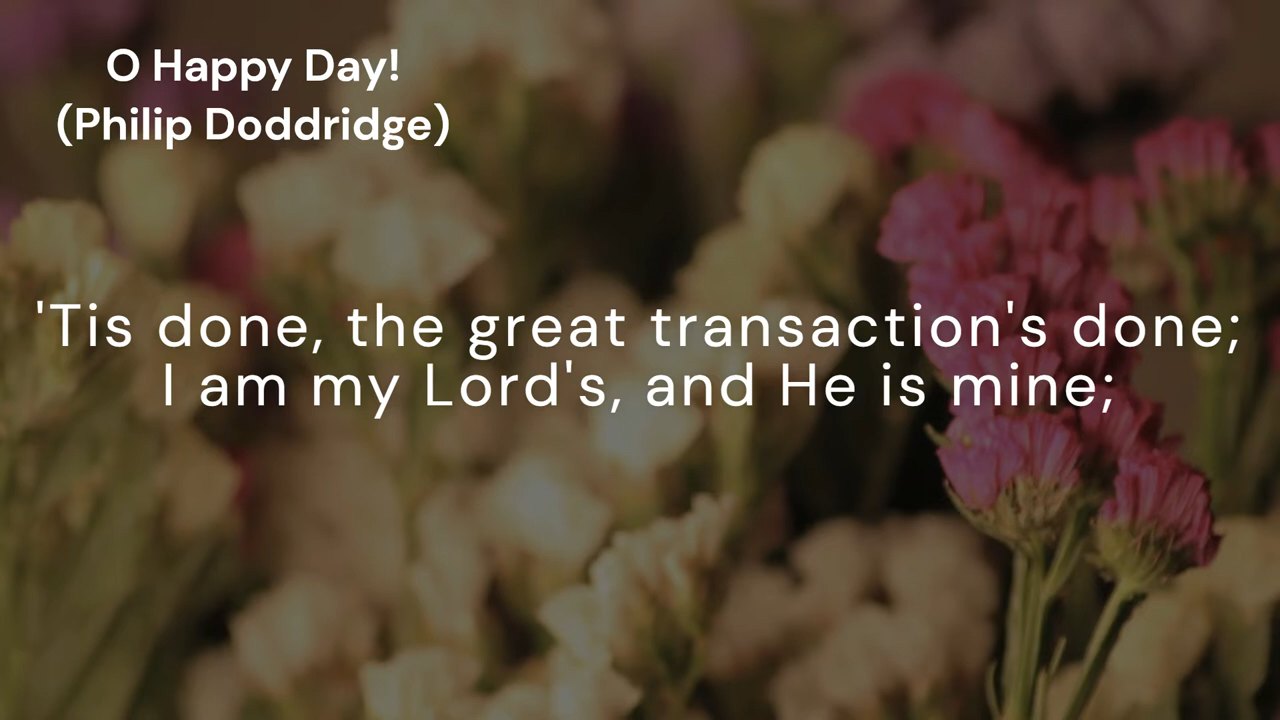 O Happy Day!
(Philip Doddridge)
'Tis done, the great transaction's done;
I am my Lord's, and He is mine;